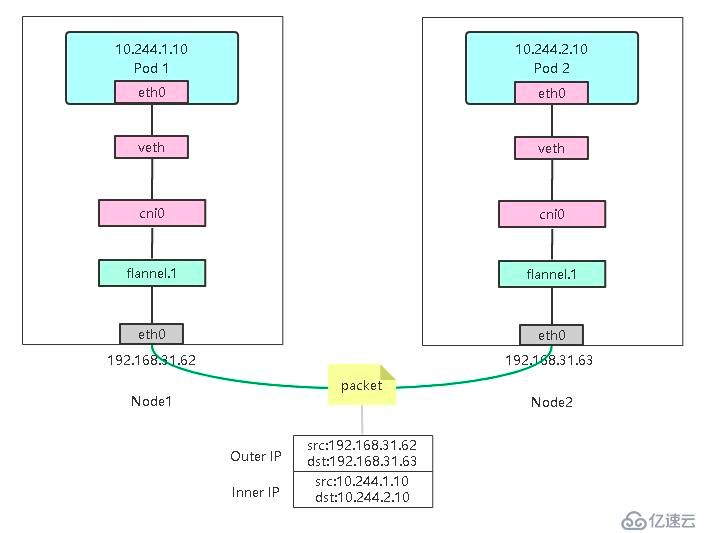 10.244.1.10
Pod 1
eth0
veth
cni0
flannel.1
eth0
192.168.31.62
Node1
10.244.2.10
Pod 2
eth0
veth
cni0
flannel.1
eth0
192.168.31.63
Node2
packet
Outer IP
src:192.168.31.62
dst:192.168.31.63
Inner IP
src:10.244.1.10
dst:10.244.2.10
亿速云